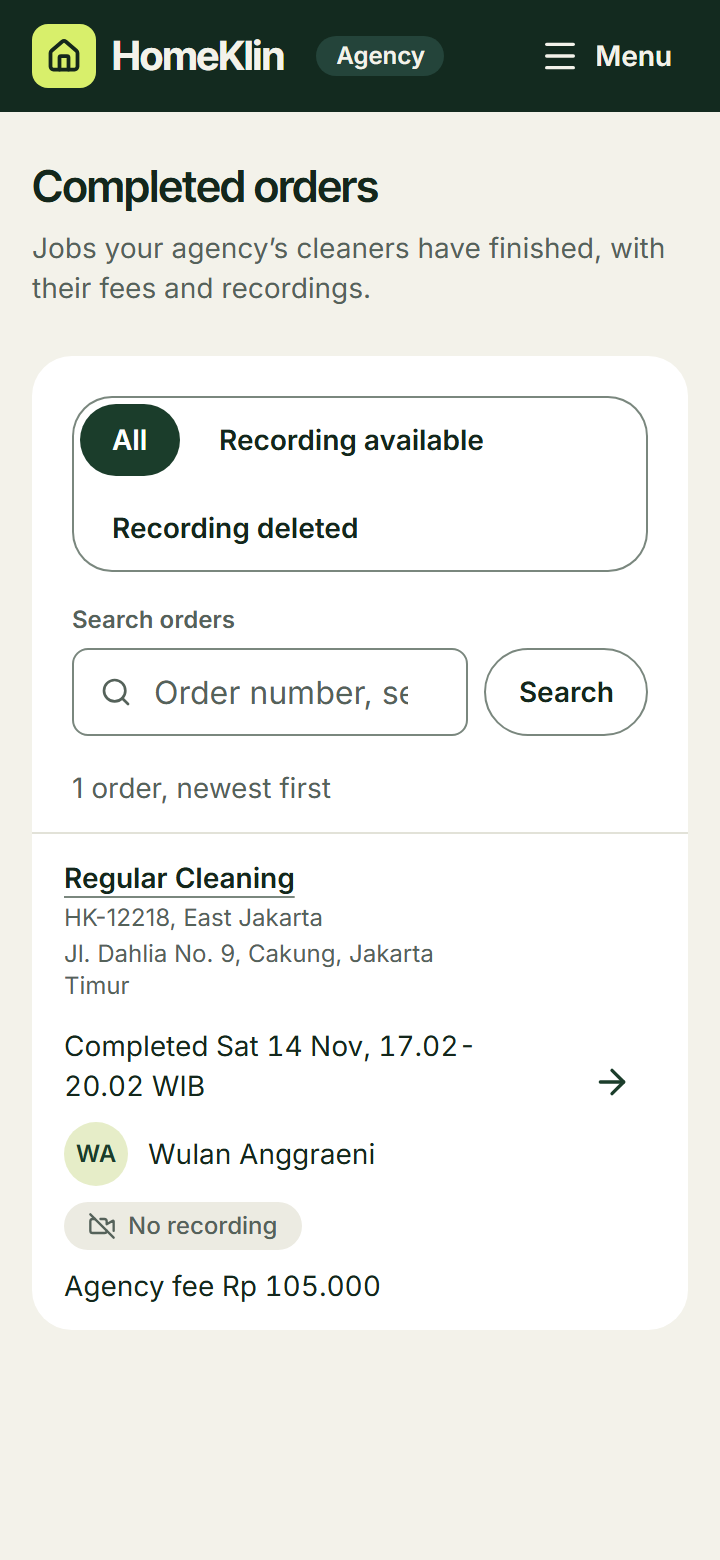 HomeKlin
Agency
Menu
Completed orders
Jobs your agency’s cleaners have finished, with
their fees and recordings.
All
Recording available
Recording deleted
Search orders
Order number, se
Search
1 order, newest first
Regular Cleaning
HK-12218, East Jakarta
Jl. Dahlia No. 9, Cakung, Jakarta
Timur
Completed Sat 14 Nov, 17.02-
20.02 WIB
WA
Wulan Anggraeni
No recording
Agency fee Rp 105.000